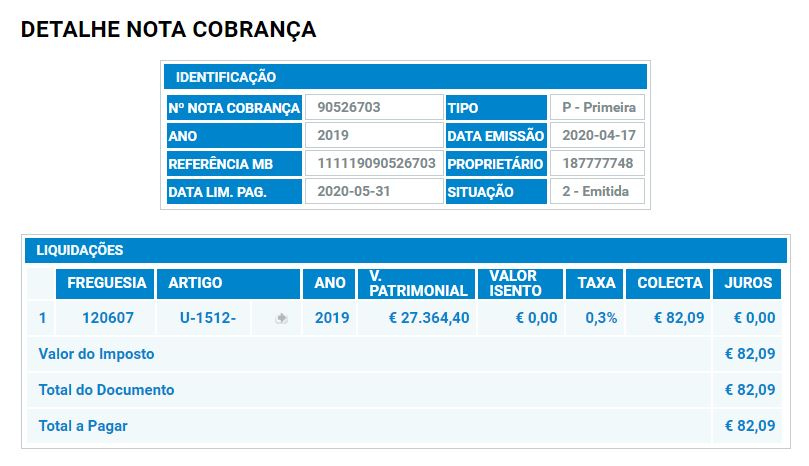 DETALHE NOTA COBRANÇA
IDENTIFICAÇÃO
Nº NOTA COBRANÇA 90526703 TIPO P - Primeira
ANO 2019 DATA EMISSÃO 2020-04-17
REFERÊNCIA MB 111119090526703 PROPRIETÁRIO 187777748
DATA LIM. PAG. 2020-05-31 SITUAÇÃO 2 - Emitida
LIQUIDAÇÕES
FREGUESIA ARTIGO ANO V. PATRIMONIAL VALOR ISENTO TAXA COLECTA JUROS
1 120607 U-1512- 2019 € 27.364,40 € 0,00 0,3% € 82,09 € 0,00
Valor do Imposto € 82,09
Total do Documento € 82,09
Total a Pagar € 82,09